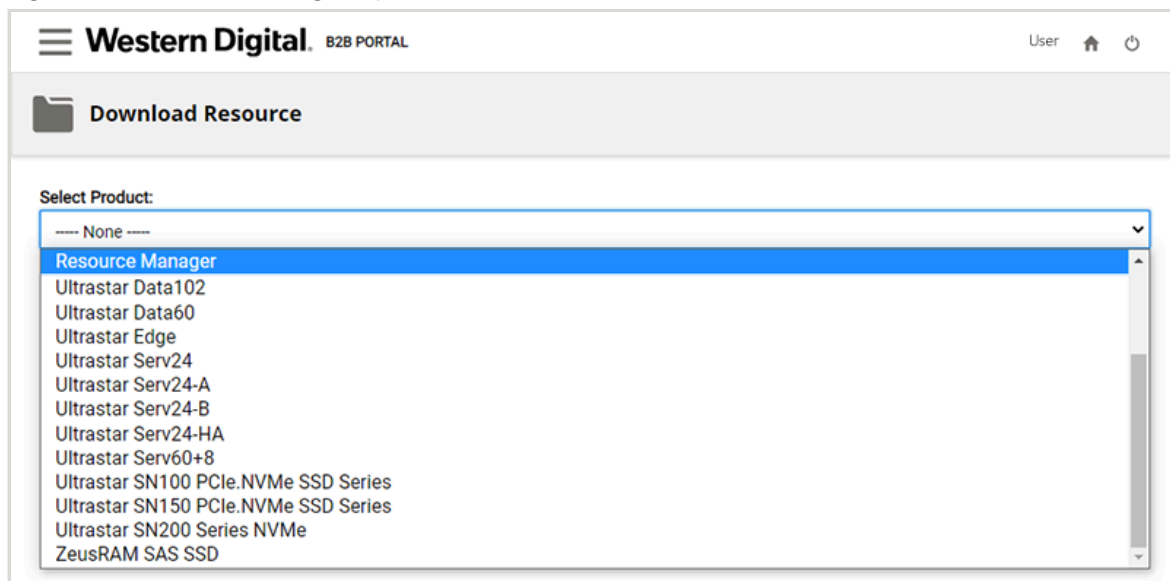 Western Digital. B2B PORTAL User
Download Resource
Select Product:
---- None ----
Resource Manager
Ultrastar Data102
Ultrastar Data60
Ultrastar Edge
Ultrastar Serv24
Ultrastar Serv24-A
Ultrastar Serv24-B
Ultrastar Serv24-HA
Ultrastar Serv60+8
Ultrastar SN100 PCIe.NVMe SSD Series
Ultrastar SN150 PCIe.NVMe SSD Series
Ultrastar SN200 Series NVMe
ZeusRAM SAS SSD